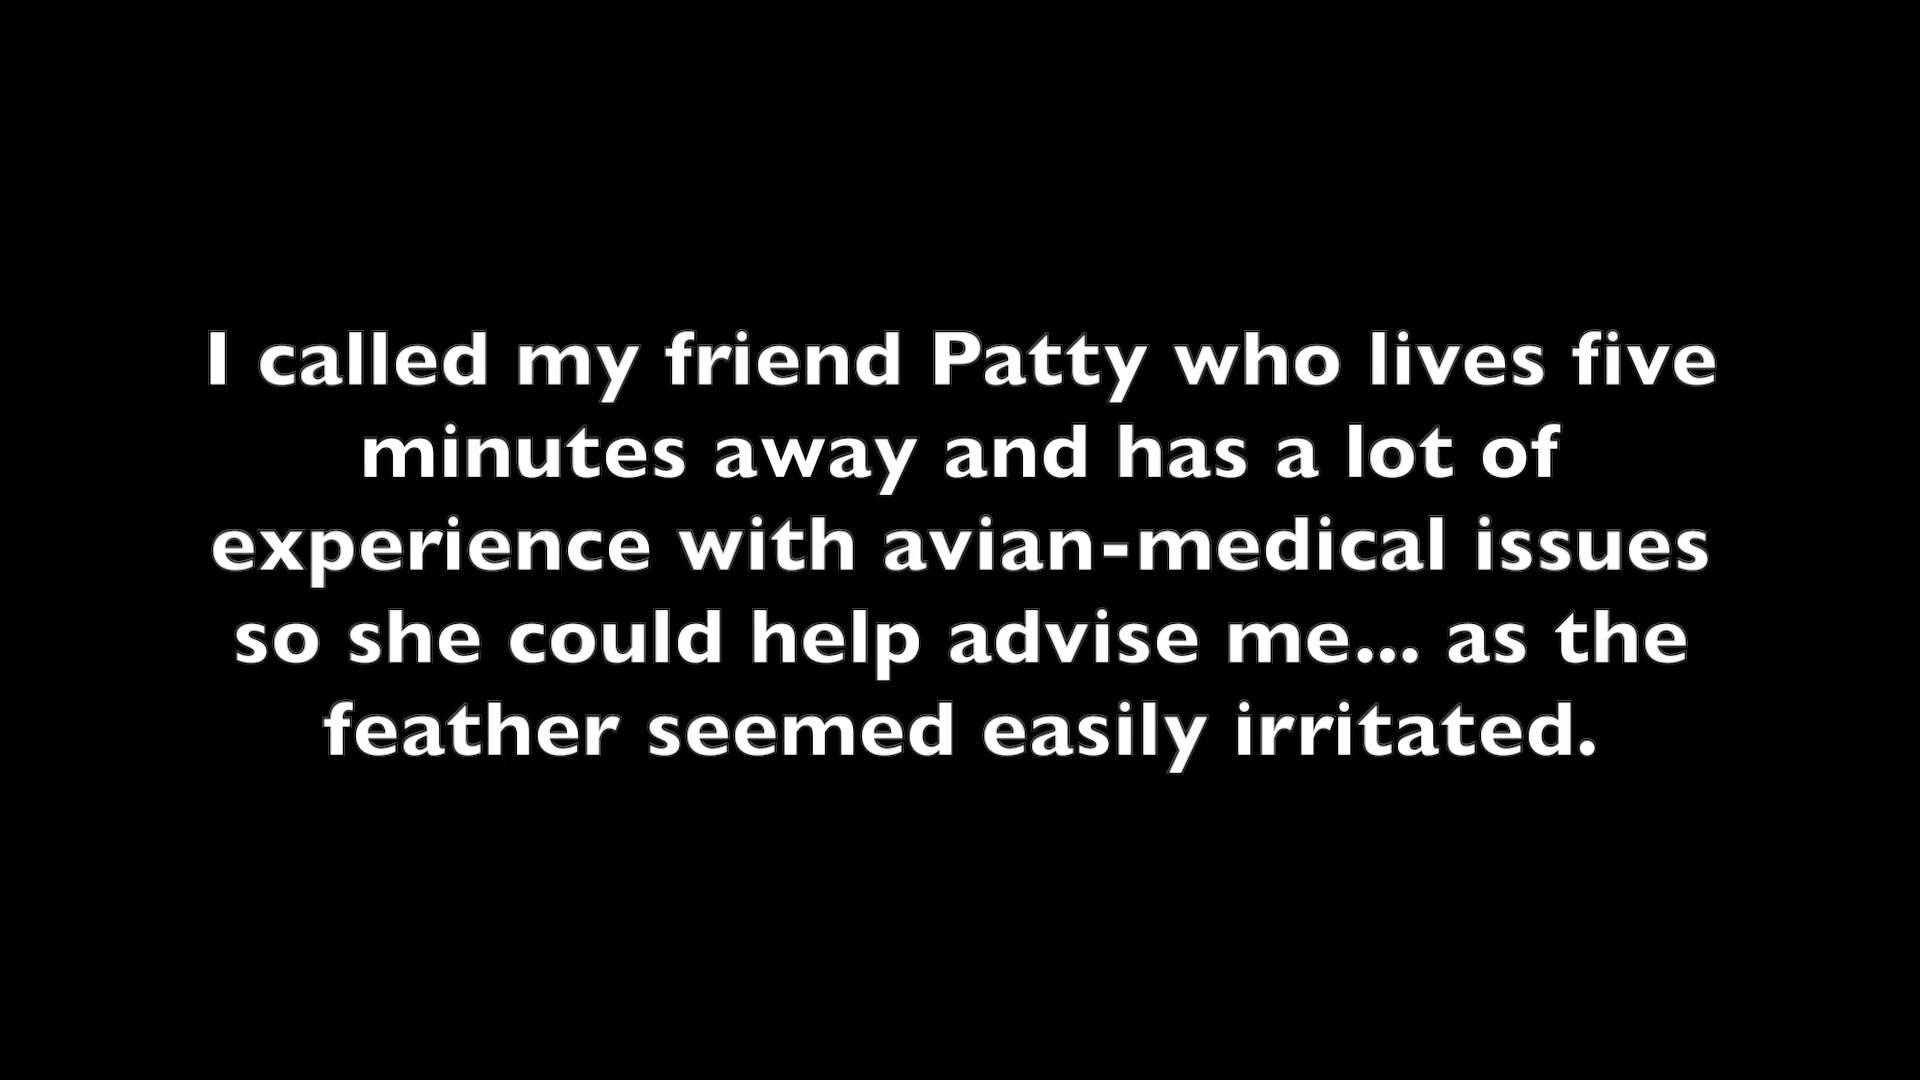 I called my friend Patty who lives five
minutes away and has a lot of
experience with avian-medical issues
so she could help advise me... as the
feather seemed easily irritated.